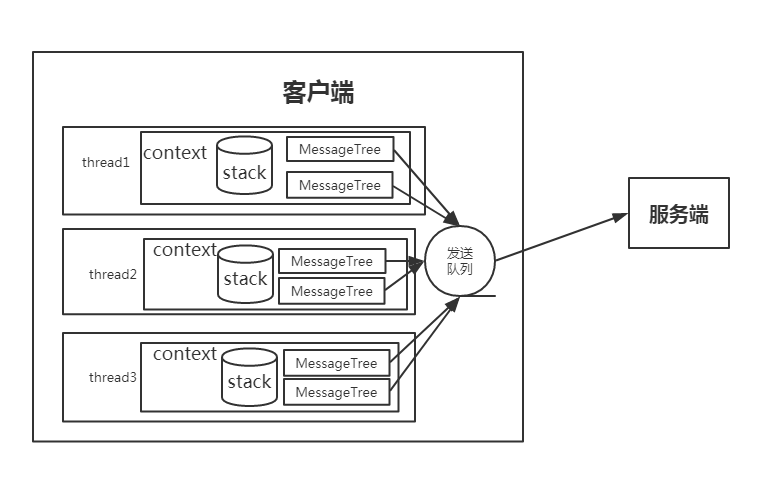 客户端
thread1
context
stack
MessageTree
MessageTree
thread2
context
stack
MessageTree
MessageTree
thread3
context
stack
MessageTree
MessageTree
发送
队列
服务端